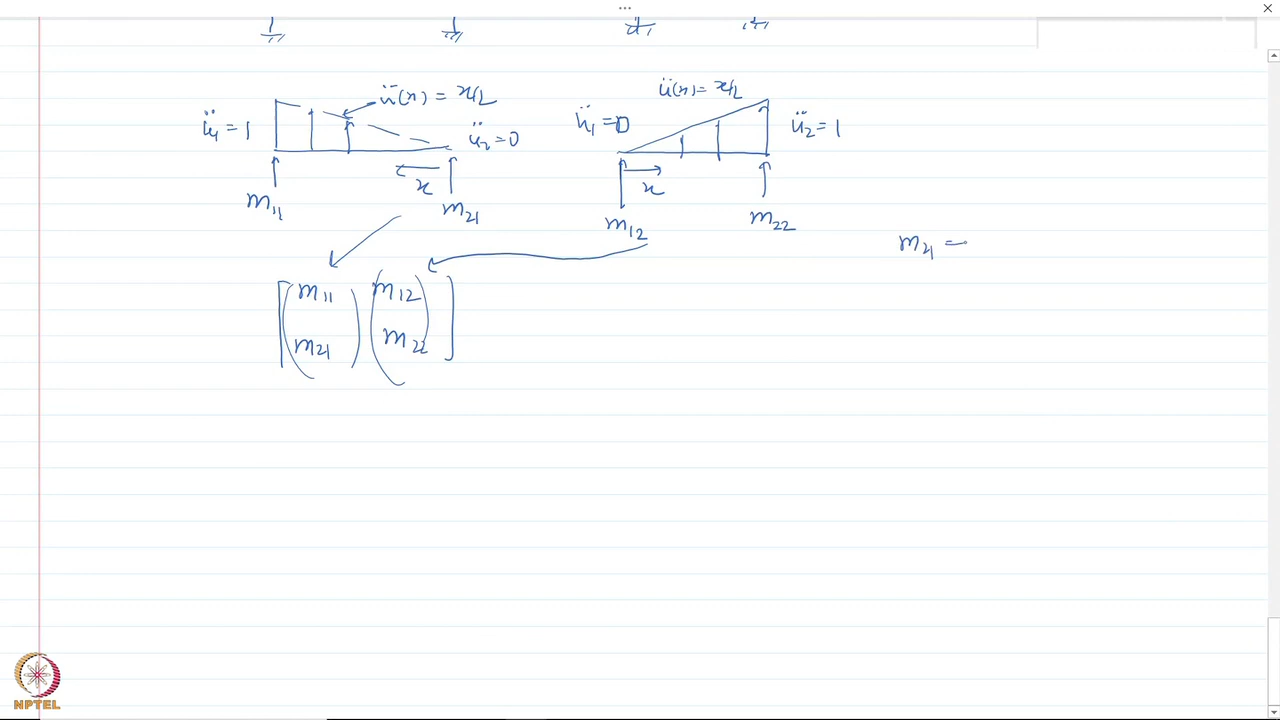 ü(x) = x/L
ü₁ = 1
ü₂ = 0
x
m₁₁
m₂₁
ü(x) = x/L
ü₁ = 0
ü₂ = 1
x
m₁₂
m₂₂
m₂₁ =
m₁₁ m₁₂
m₂₁ m₂₂
NPTEL